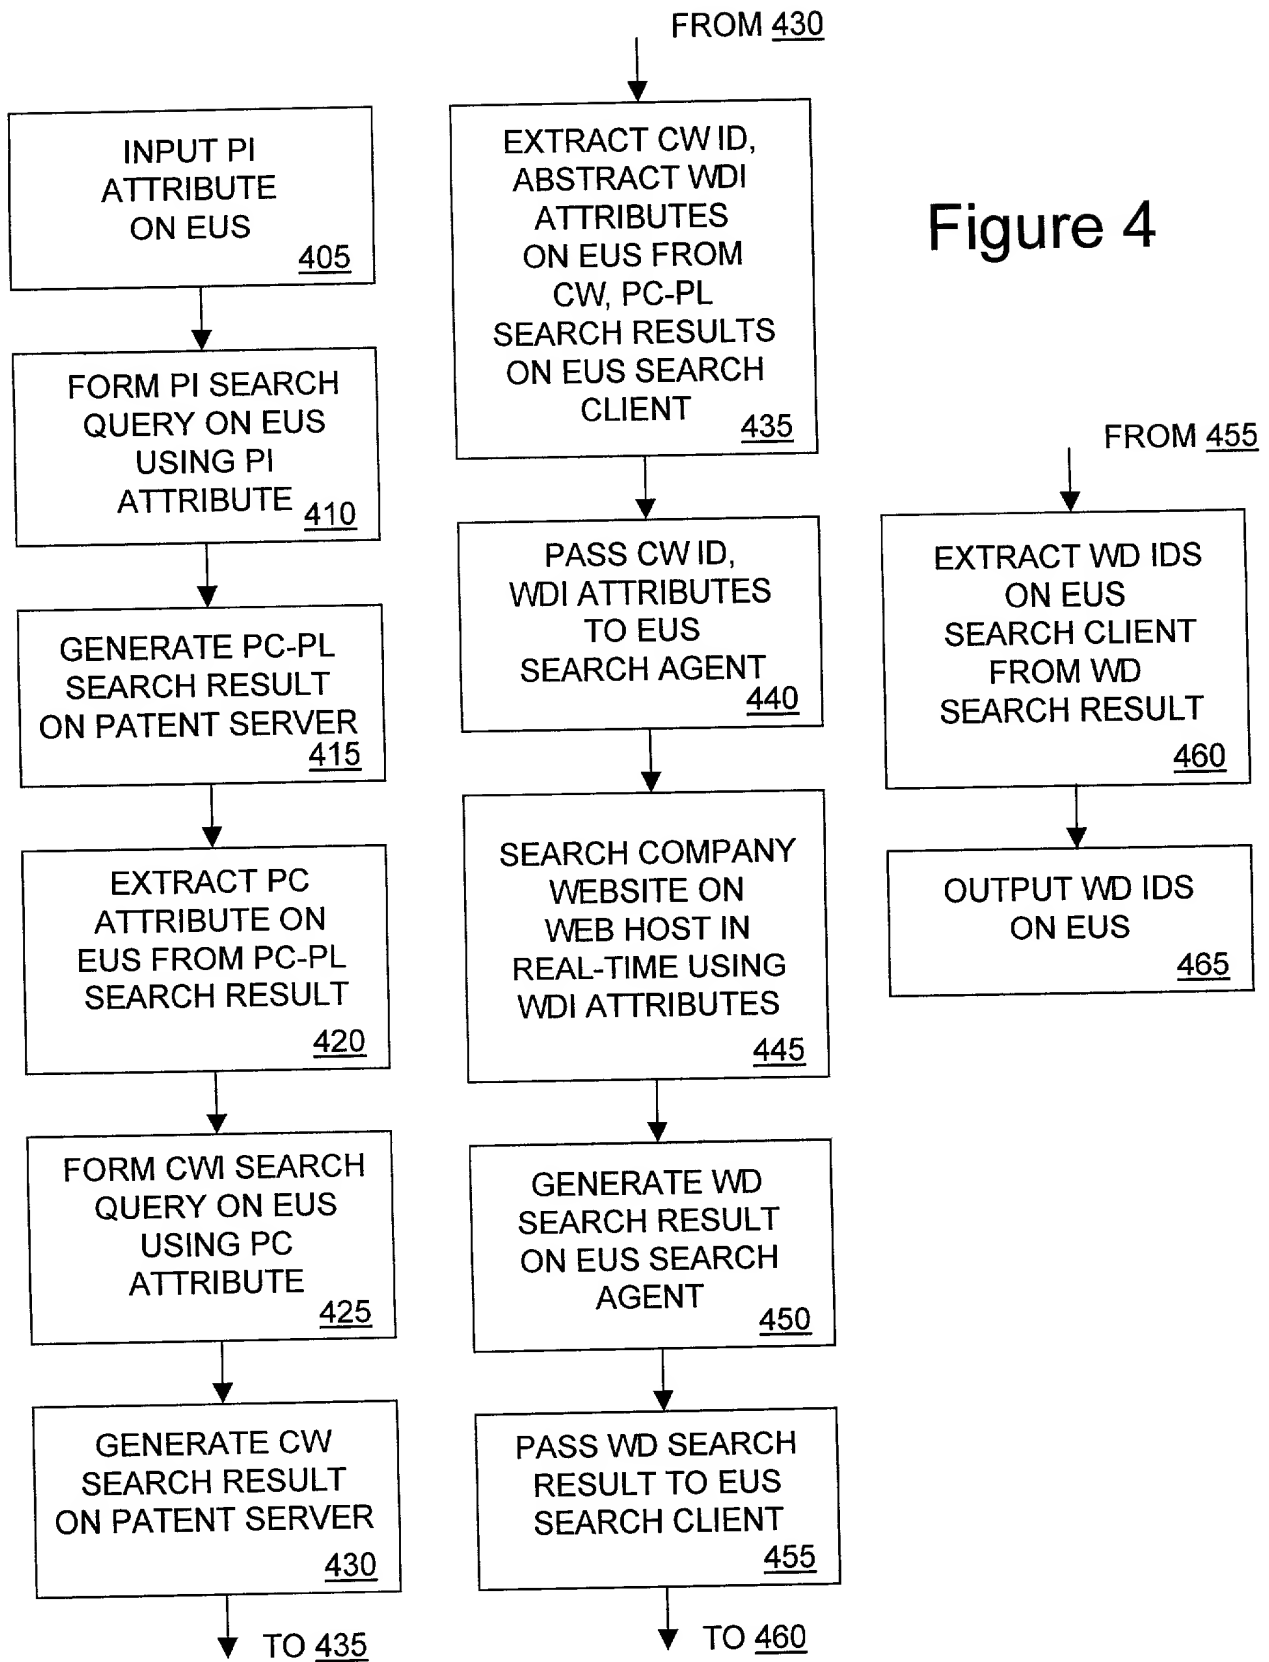 INPUT PI
ATTRIBUTE
ON EUS
405
FORM PI SEARCH
QUERY ON EUS
USING PI
ATTRIBUTE
410
GENERATE PC-PL
SEARCH RESULT
ON PATENT SERVER
415
EXTRACT PC
ATTRIBUTE ON
EUS FROM PC-PL
SEARCH RESULT
420
FORM CWI SEARCH
QUERY ON EUS
USING PC
ATTRIBUTE
425
GENERATE CW
SEARCH RESULT
ON PATENT SERVER
430
TO 435
FROM 430
EXTRACT CW ID,
ABSTRACT WDI
ATTRIBUTES
ON EUS FROM
CW, PC-PL
SEARCH RESULTS
ON EUS SEARCH
CLIENT
435
PASS CW ID,
WDI ATTRIBUTES
TO EUS
SEARCH AGENT
440
SEARCH COMPANY
WEBSITE ON
WEB HOST IN
REAL-TIME USING
WDI ATTRIBUTES
445
GENERATE WD
SEARCH RESULT
ON EUS SEARCH
AGENT
450
PASS WD SEARCH
RESULT TO EUS
SEARCH CLIENT
455
TO 460
Figure 4
FROM 455
EXTRACT WD IDS
ON EUS
SEARCH CLIENT
FROM WD
SEARCH RESULT
460
OUTPUT WD IDS
ON EUS
465